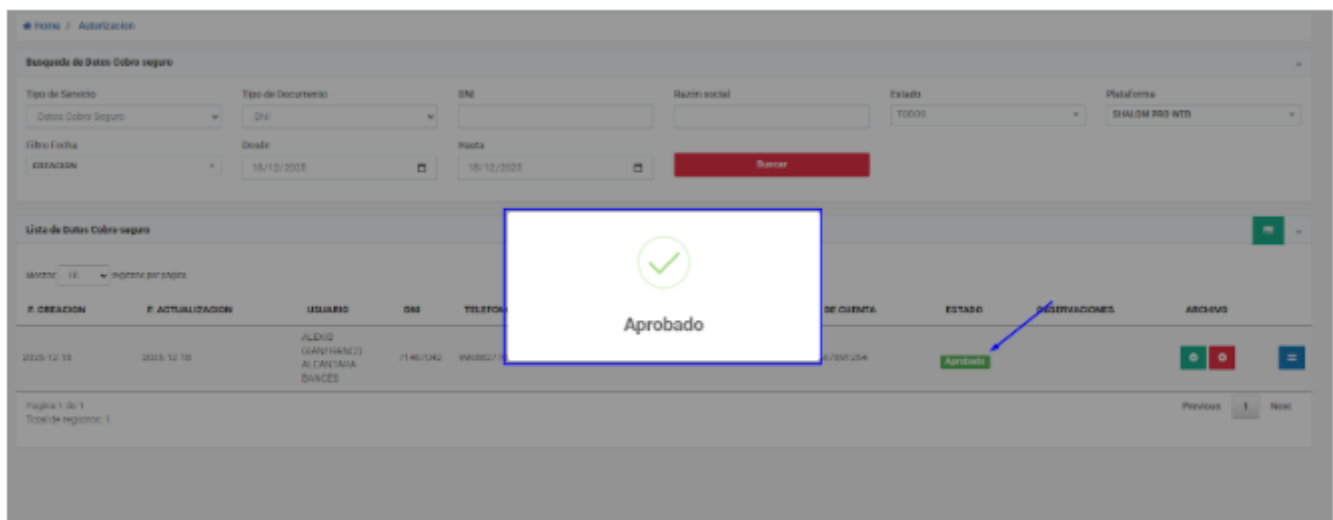 Home / Autorizacion
Busqueda de Datos Cobro seguro
Tipo de Servicio
Tipo de Documento
DNI
Razón social
Estado
Plataforma
Datos Cobro Seguro
DNI
TODOS
SHALOM PRO WEB
Filtro Fecha
Desde
Hasta
CREACION
18/12/2025
18/12/2025
Buscar
Lista de Datos Cobro seguro
Mostrar 10 registros por pagina
F. CREACION
F. ACTUALIZACION
USUARIO
DNI
TELEFON
DE CUENTA
ESTADO
OBSERVACIONES
ARCHIVO
2025-12-18
2025-12-18
GIANFRANCO
ALCANTARA
BANCES
Aprobado
Aprobado
Pagina 1 de 1
Total de registros: 1
Previous 1 Next